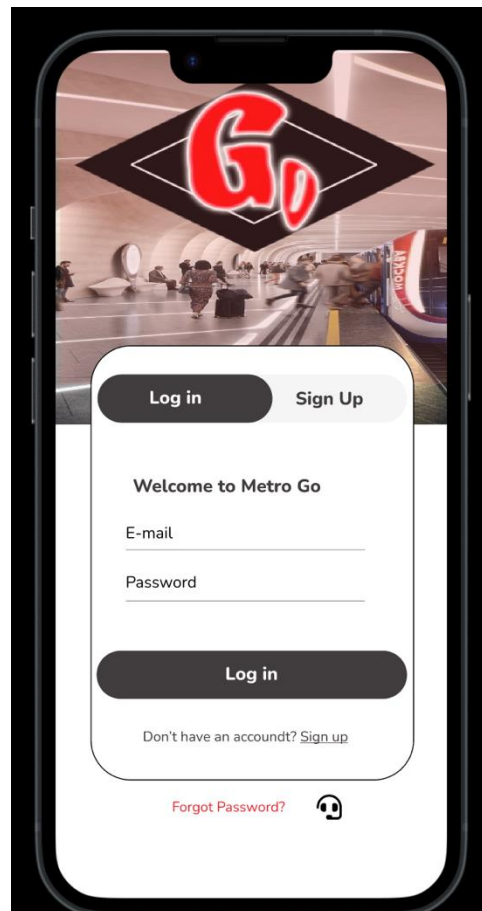 Go
МОСКВА
Log in
Sign Up
Welcome to Metro Go
E-mail
Password
Log in
Don't have an accoundt? Sign up
Forgot Password?